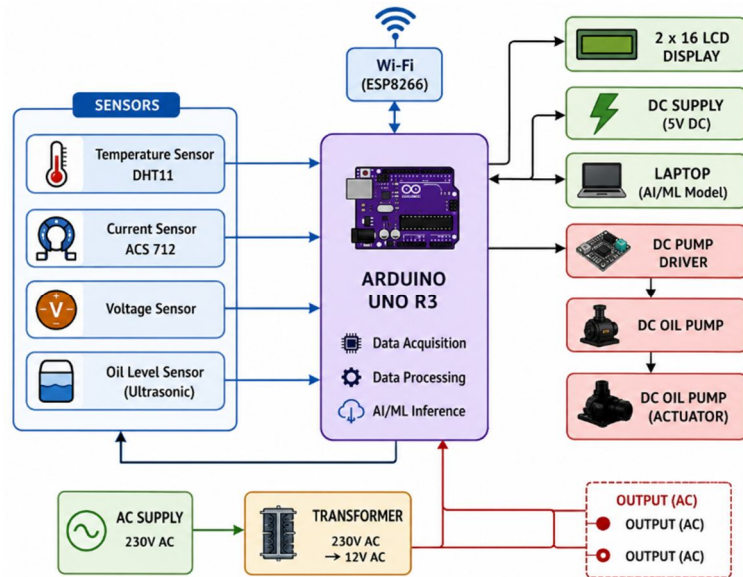 Wi-Fi
(ESP8266)
SENSORS
Temperature Sensor
DHT11
Current Sensor
ACS 712
Voltage Sensor
Oil Level Sensor
(Ultrasonic)
ARDUINO
UNO R3
Data Acquisition
Data Processing
AI/ML Inference
2 x 16 LCD
DISPLAY
DC SUPPLY
(5V DC)
LAPTOP
(AI/ML Model)
DC PUMP
DRIVER
DC OIL PUMP
DC OIL PUMP
(ACTUATOR)
AC SUPPLY
230V AC
TRANSFORMER
230V AC
→ 12V AC
OUTPUT (AC)
OUTPUT (AC)
OUTPUT (AC)